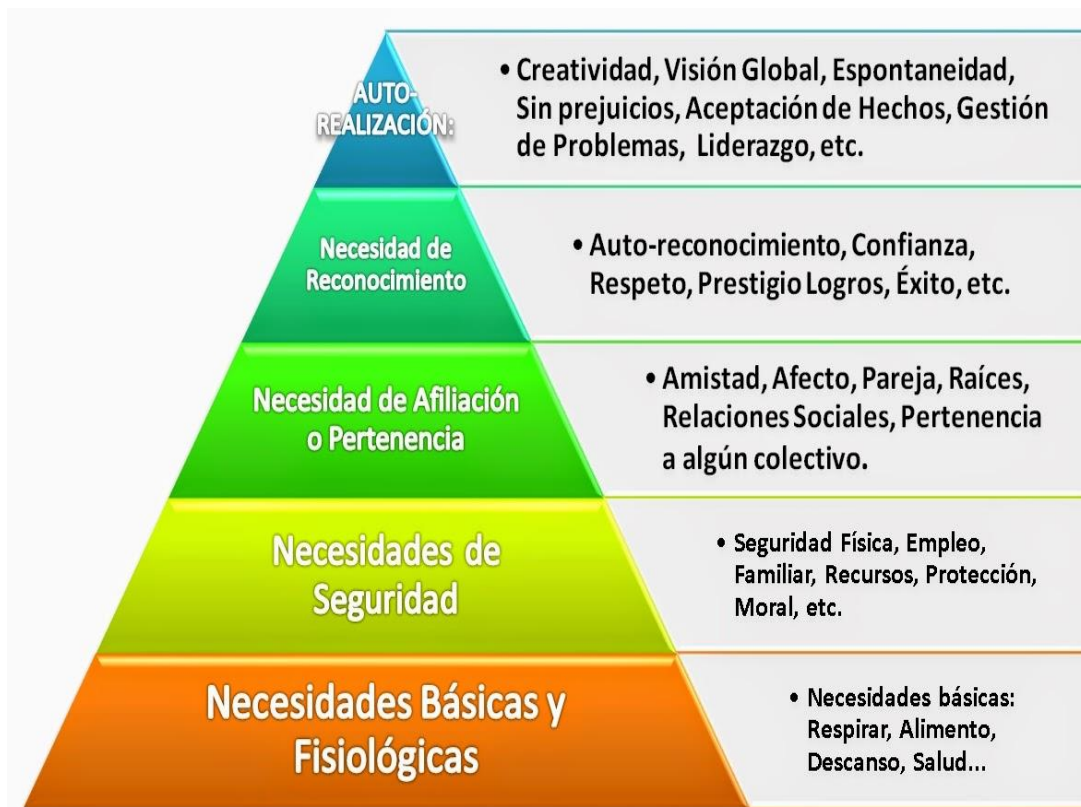 AUTO-
REALIZACIÓN:
• Creatividad, Visión Global, Espontaneidad,
Sin prejuicios, Aceptación de Hechos, Gestión
de Problemas, Liderazgo, etc.
Necesidad de
Reconocimiento
• Auto-reconocimiento, Confianza,
Respeto, Prestigio Logros, Éxito, etc.
Necesidad de Afiliación
o Pertenencia
• Amistad, Afecto, Pareja, Raíces,
Relaciones Sociales, Pertenencia
a algún colectivo.
Necesidades de
Seguridad
• Seguridad Física, Empleo,
Familiar, Recursos, Protección,
Moral, etc.
Necesidades Básicas y
Fisiológicas
• Necesidades básicas:
Respirar, Alimento,
Descanso, Salud...